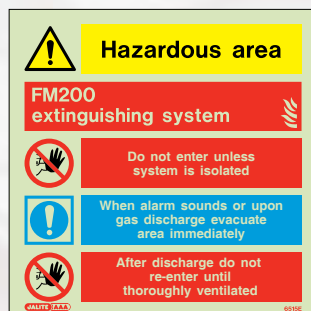 Hazardous area
FM200
extinguishing system
Do not enter unless
system is isolated
When alarm sounds or upon
gas discharge evacuate
area immediately
After discharge do not
re-enter until
thoroughly ventilated
JALITE AAA
6515E